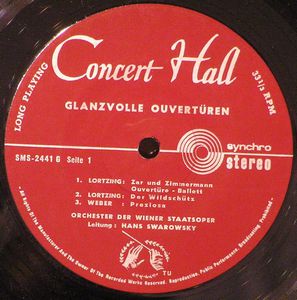 LONG PLAYING
Concert Hall
33 1/3 RPM
GLANZVOLLE OUVERTÜREN
synchro
stereo
SMS-2441 G Seite 1
1. LORTZING: Zar und Zimmermann
Ouvertüre - Ballett
2. LORTZING: Der Wildschütz
3. WEBER : Preziosa
ORCHESTER DER WIENER STAATSOPER
Leitung : HANS SWAROWSKY
TU
All Rights Of The Manufacturer And The Owner Of The Recorded Works Reserved. Reproduction, Public Performance, Broadcasting Prohibited